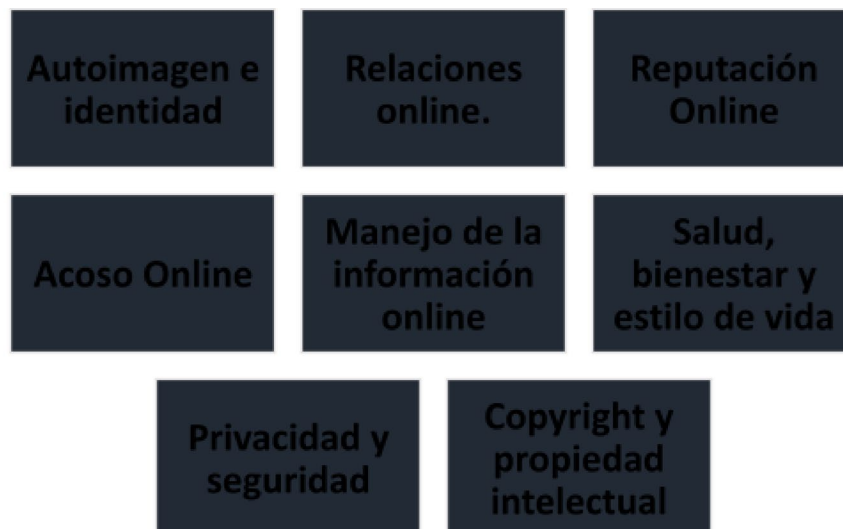 Autoimagen e
identidad
Relaciones
online.
Reputación
Online
Acoso Online
Manejo de la
información
online
Salud,
bienestar y
estilo de vida
Privacidad y
seguridad
Copyright y
propiedad
intelectual